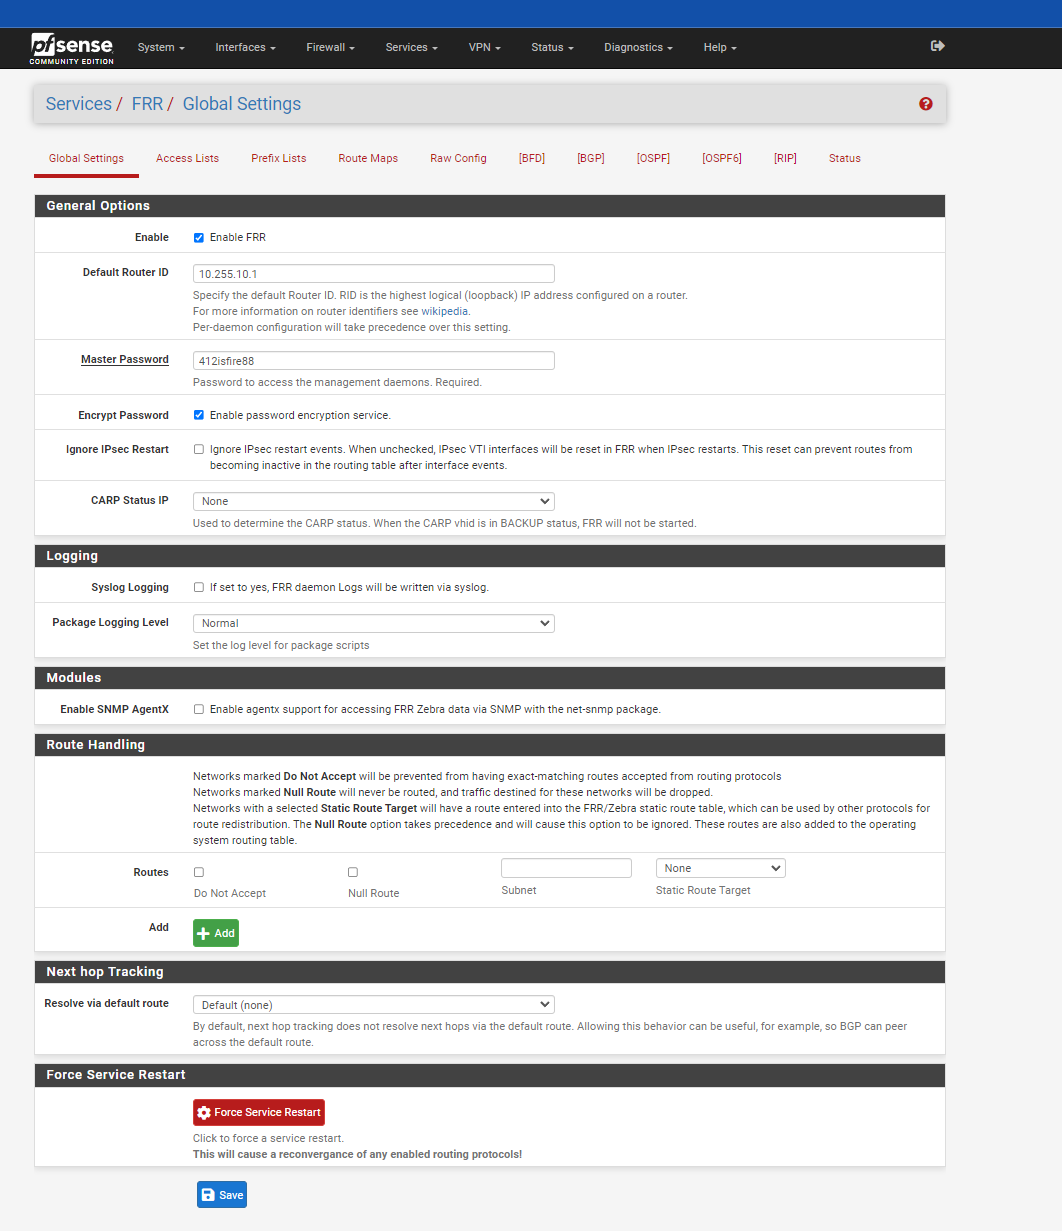 pfsense
COMMUNITY EDITION
System
Interfaces
Firewall
Services
VPN
Status
Diagnostics
Help
Services / FRR / Global Settings
Global Settings
Access Lists
Prefix Lists
Route Maps
Raw Config
[BFD]
[BGP]
[OSPF]
[OSPF6]
[RIP]
Status
General Options
Enable
Enable FRR
Default Router ID
10.255.10.1
Specify the default Router ID. RID is the highest logical (loopback) IP address configured on a router.
For more information on router identifiers see wikipedia.
Per-daemon configuration will take precedence over this setting.
Master Password
412isfire88
Password to access the management daemons. Required.
Encrypt Password
Enable password encryption service.
Ignore IPsec Restart
Ignore IPsec restart events. When unchecked, IPsec VTI interfaces will be reset in FRR when IPsec restarts. This reset can prevent routes from
becoming inactive in the routing table after interface events.
CARP Status IP
None
Used to determine the CARP status. When the CARP vhid is in BACKUP status, FRR will not be started.
Logging
Syslog Logging
If set to yes, FRR daemon Logs will be written via syslog.
Package Logging Level
Normal
Set the log level for package scripts
Modules
Enable SNMP AgentX
Enable agentx support for accessing FRR Zebra data via SNMP with the net-snmp package.
Route Handling
Networks marked Do Not Accept will be prevented from having exact-matching routes accepted from routing protocols
Networks marked Null Route will never be routed, and traffic destined for these networks will be dropped.
Networks with a selected Static Route Target will have a route entered into the FRR/Zebra static route table, which can be used by other protocols for
route redistribution. The Null Route option takes precedence and will cause this option to be ignored. These routes are also added to the operating
system routing table.
Routes
None
Do Not Accept
Null Route
Subnet
Static Route Target
Add
Add
Next hop Tracking
Resolve via default route
Default (none)
By default, next hop tracking does not resolve next hops via the default route. Allowing this behavior can be useful, for example, so BGP can peer
across the default route.
Force Service Restart
Force Service Restart
Click to force a service restart.
This will cause a reconvergance of any enabled routing protocols!
Save